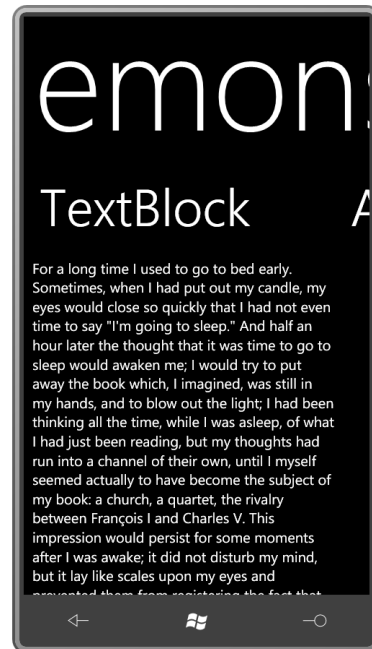 emons
TextBlock A
For a long time I used to go to bed early.
Sometimes, when I had put out my candle, my
eyes would close so quickly that I had not even
time to say "I'm going to sleep." And half an
hour later the thought that it was time to go to
sleep would awaken me; I would try to put
away the book which, I imagined, was still in
my hands, and to blow out the light; I had been
thinking all the time, while I was asleep, of what
I had just been reading, but my thoughts had
run into a channel of their own, until I myself
seemed actually to have become the subject of
my book: a church, a quartet, the rivalry
between François I and Charles V. This
impression would persist for some moments
after I was awake; it did not disturb my mind,
but it lay like scales upon my eyes and
prevented them from registering the fact that